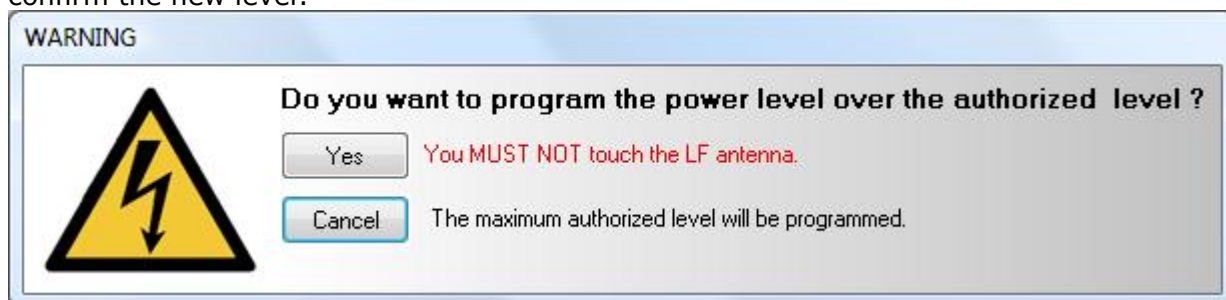 confirm the new level.
WARNING
Do you want to program the power level over the authorized level ?
Yes
You MUST NOT touch the LF antenna.
Cancel
The maximum authorized level will be programmed.